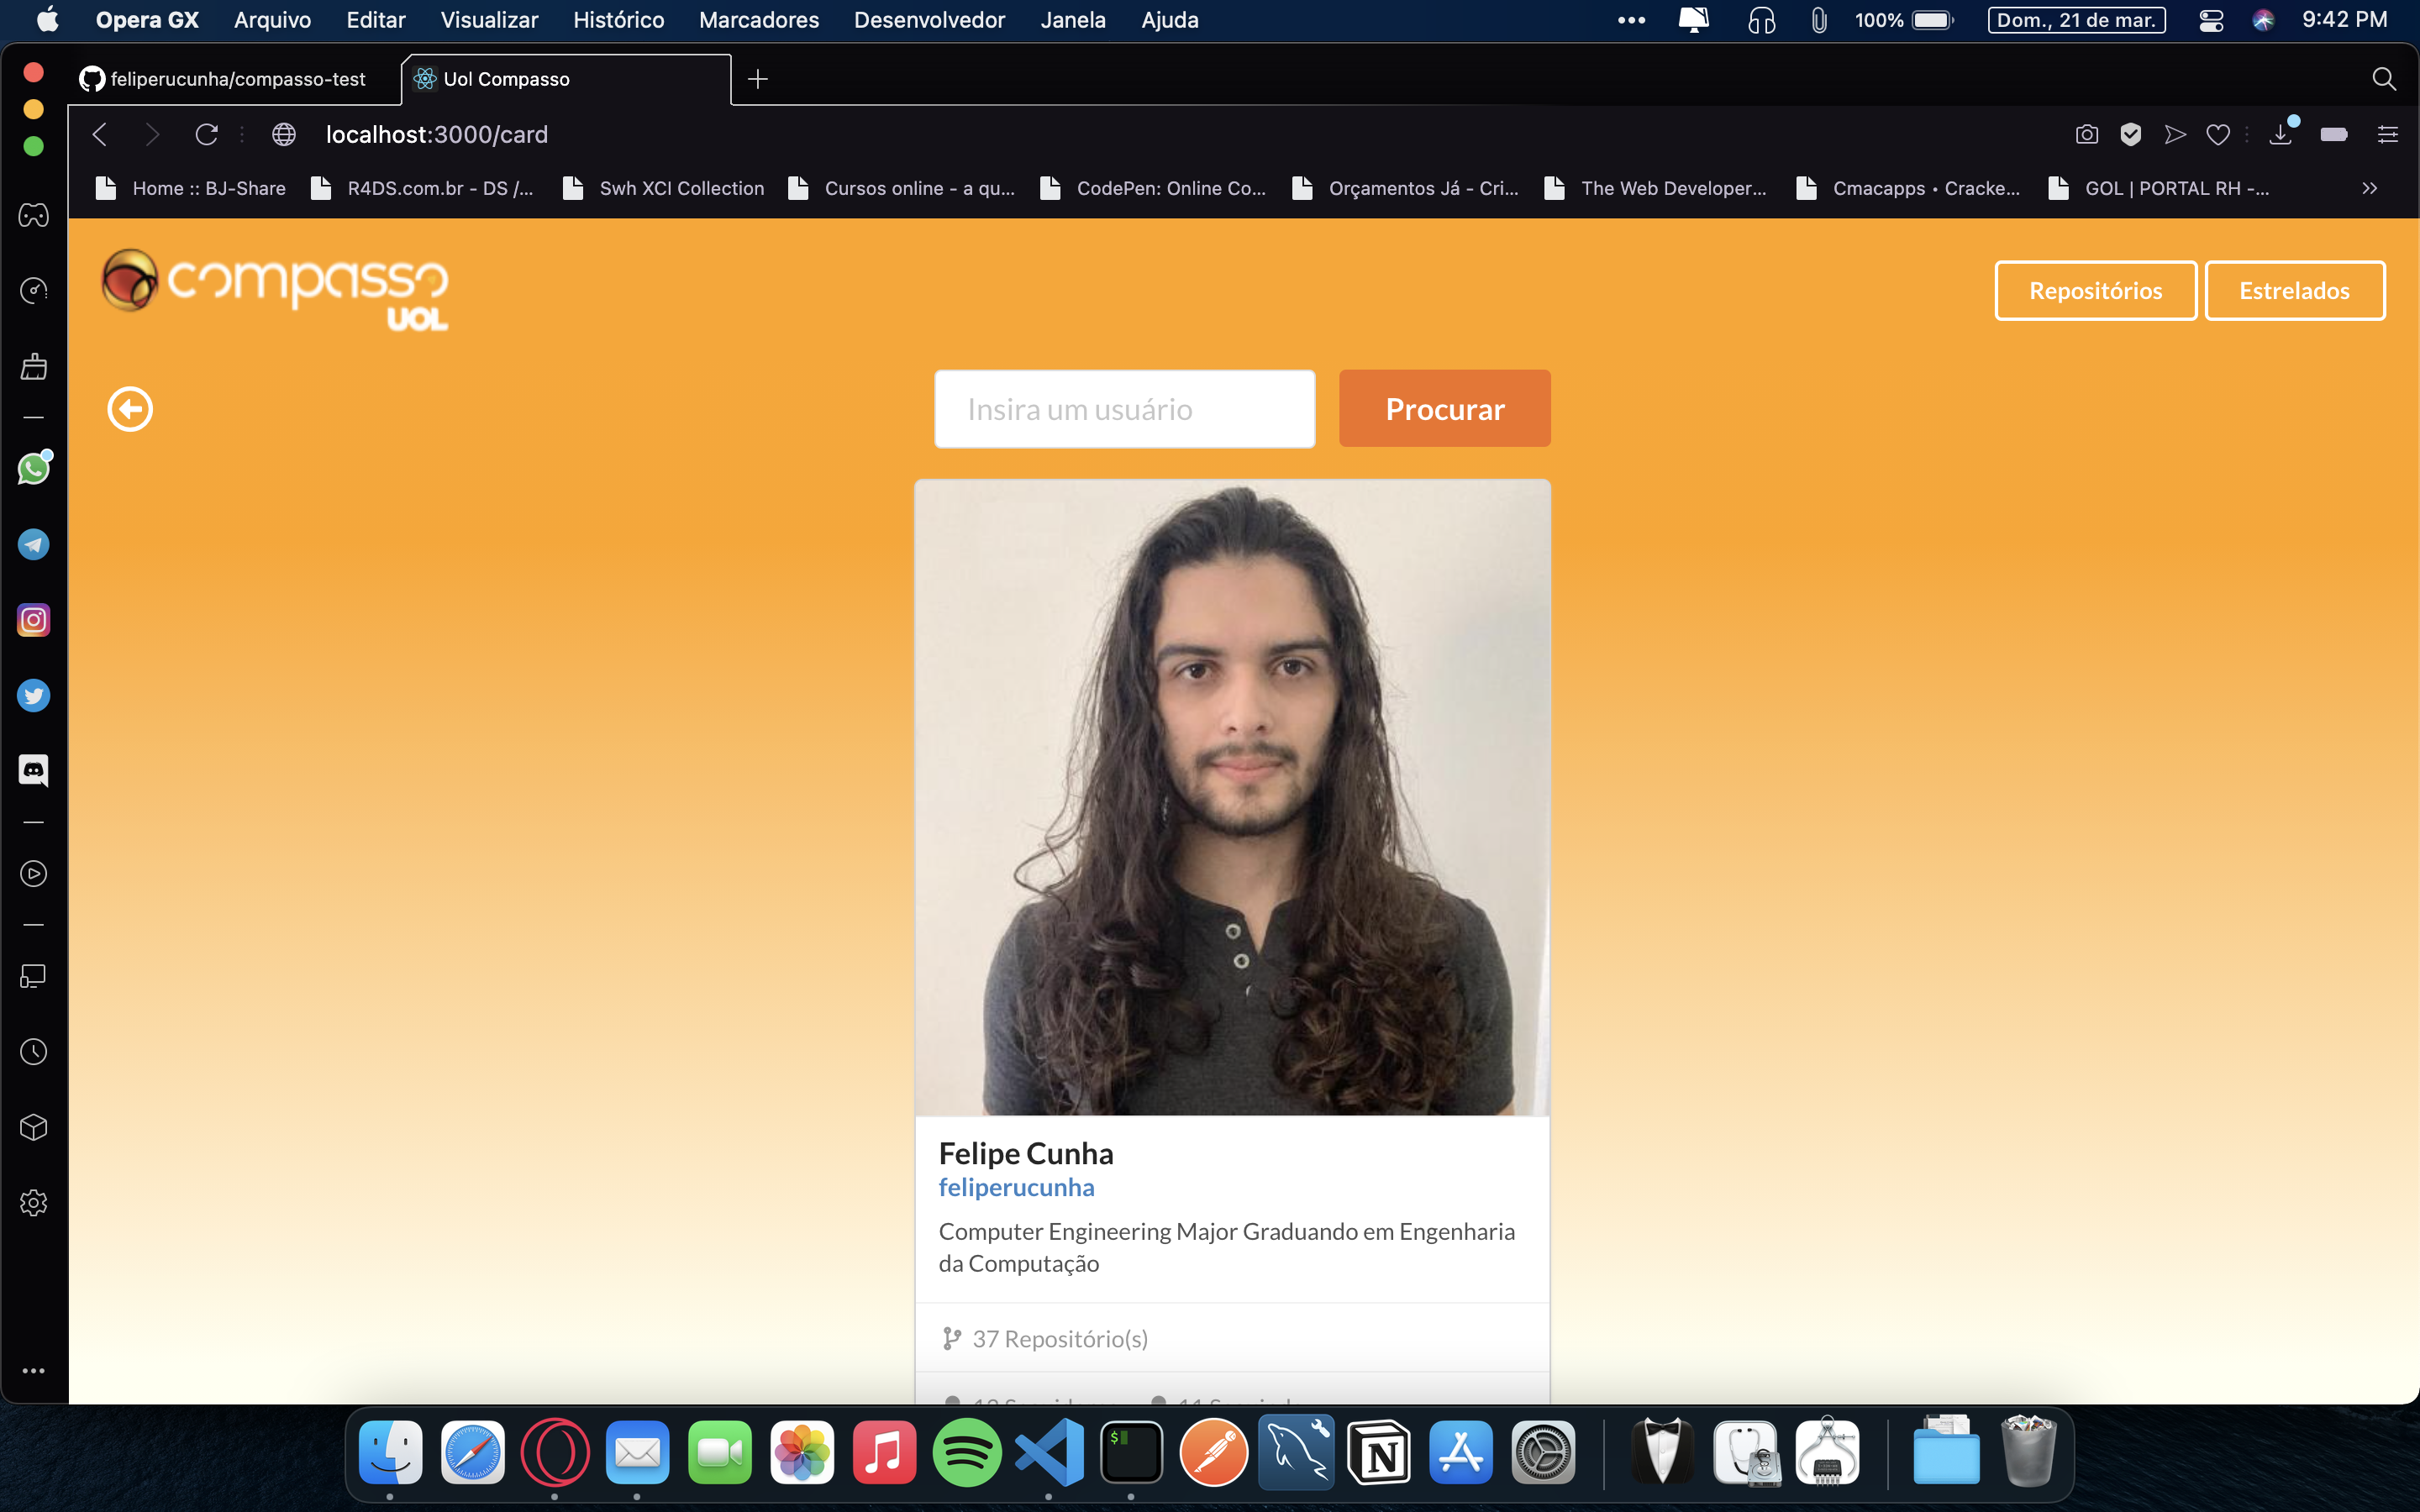 Opera GX Arquivo Editar Visualizar Histórico Marcadores Desenvolvedor Janela Ajuda 100% Dom., 21 de mar. 9:42 PM
feliperucunha/compasso-test Uol Compasso
localhost:3000/card
Home :: BJ-Share R4DS.com.br - DS /... Swh XCI Collection Cursos online - a qu... CodePen: Online Co... Orçamentos Já - Cri... The Web Developer... Cmacapps • Cracke... GOL | PORTAL RH -...
compasso
UOL
Repositórios Estrelados
Insira um usuário Procurar
Felipe Cunha
feliperucunha
Computer Engineering Major Graduando em Engenharia
da Computação
37 Repositório(s)